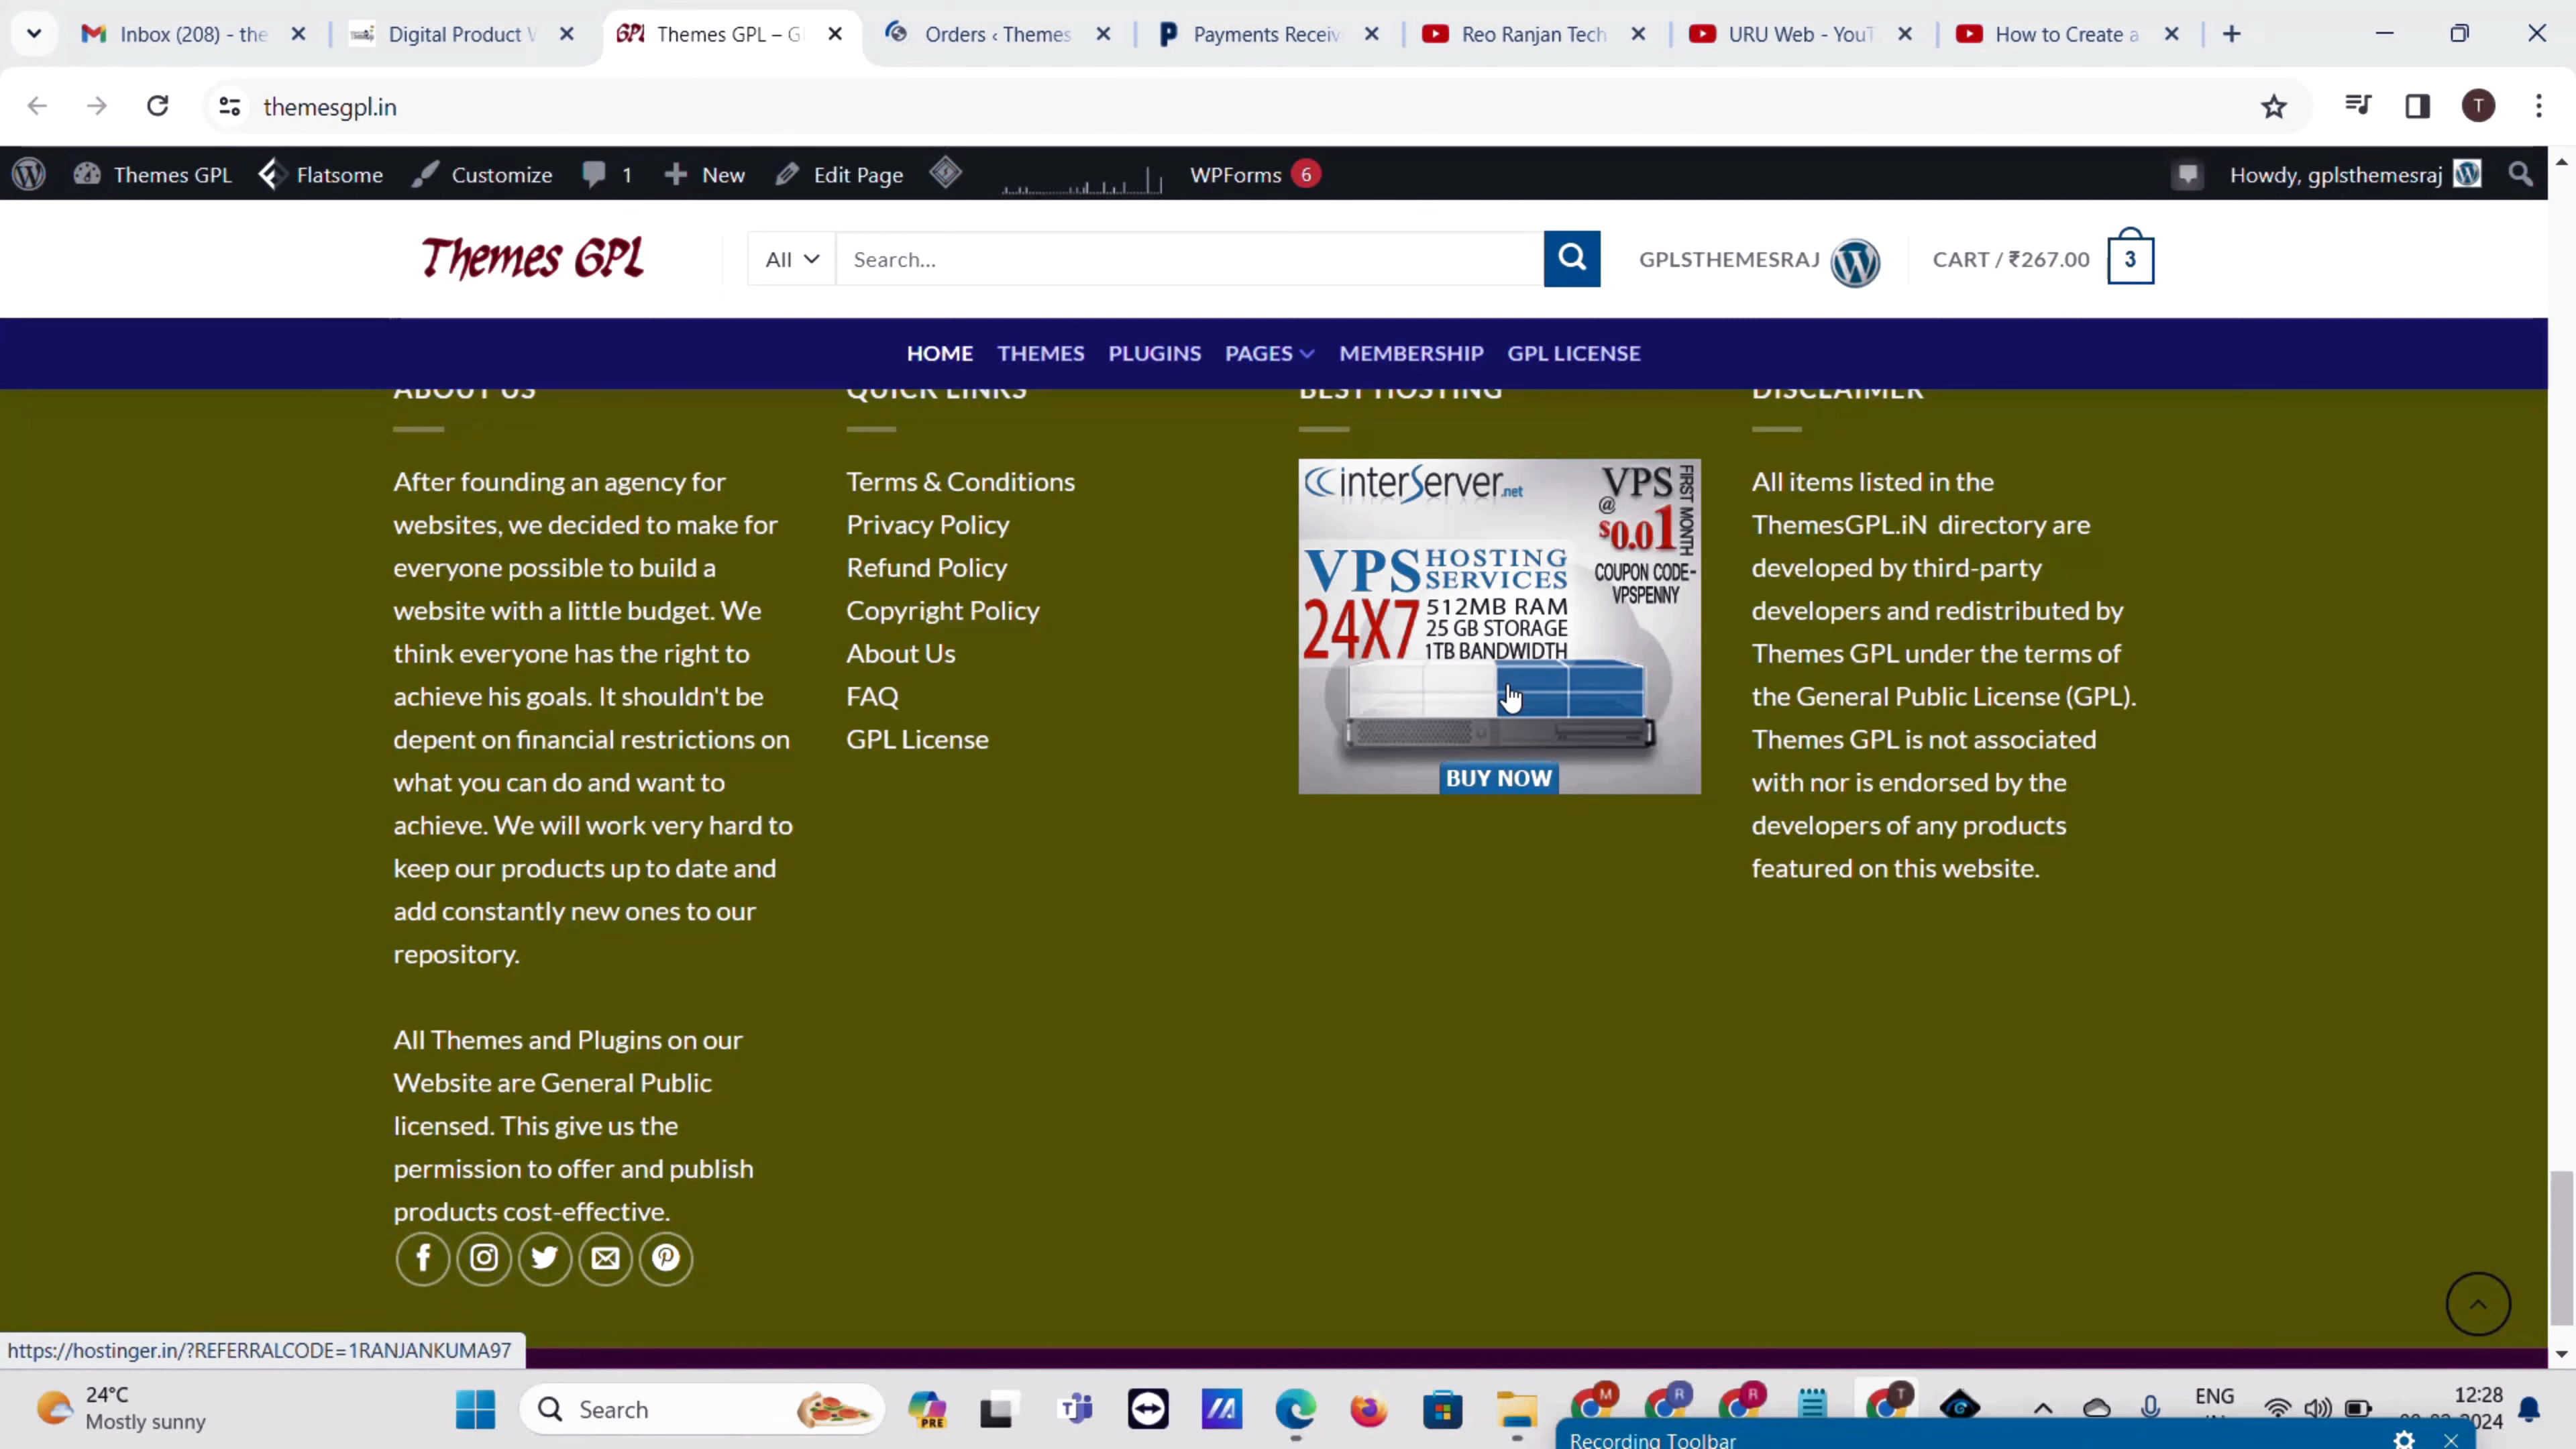 Inbox (208) - the
Digital Product
Themes GPL – G
Orders ‹ Themes
Payments Receiv
Reo Ranjan Tech
URU Web - YouT
How to Create a
themesgpl.in
T
Themes GPL
Flatsome
Customize
1
New
Edit Page
WPForms 6
Howdy, gplsthemesraj
Themes GPL
All
Search...
GPLSTHEMESRAJ
CART / ₹267.00
3
HOME
THEMES
PLUGINS
PAGES
MEMBERSHIP
GPL LICENSE
ABOUT US
After founding an agency for
websites, we decided to make for
everyone possible to build a
website with a little budget. We
think everyone has the right to
achieve his goals. It shouldn't be
depent on financial restrictions on
what you can do and want to
achieve. We will work very hard to
keep our products up to date and
add constantly new ones to our
repository.
All Themes and Plugins on our
Website are General Public
licensed. This give us the
permission to offer and publish
products cost-effective.
QUICK LINKS
Terms & Conditions
Privacy Policy
Refund Policy
Copyright Policy
About Us
FAQ
GPL License
BEST HOSTING
interServer.net
VPS
@
$0.01
FIRST MONTH
COUPON CODE-
VPSPENNY
VPS HOSTING
SERVICES
24X7
512MB RAM
25 GB STORAGE
1TB BANDWIDTH
BUY NOW
DISCLAIMER
All items listed in the
ThemesGPL.iN directory are
developed by third-party
developers and redistributed by
Themes GPL under the terms of
the General Public License (GPL).
Themes GPL is not associated
with nor is endorsed by the
developers of any products
featured on this website.
https://hostinger.in/?REFERRALCODE=1RANJANKUMA97
24°C
Mostly sunny
Search
PRE
M
R
R
T
ENG
12:28
2024
Recording Toolbar